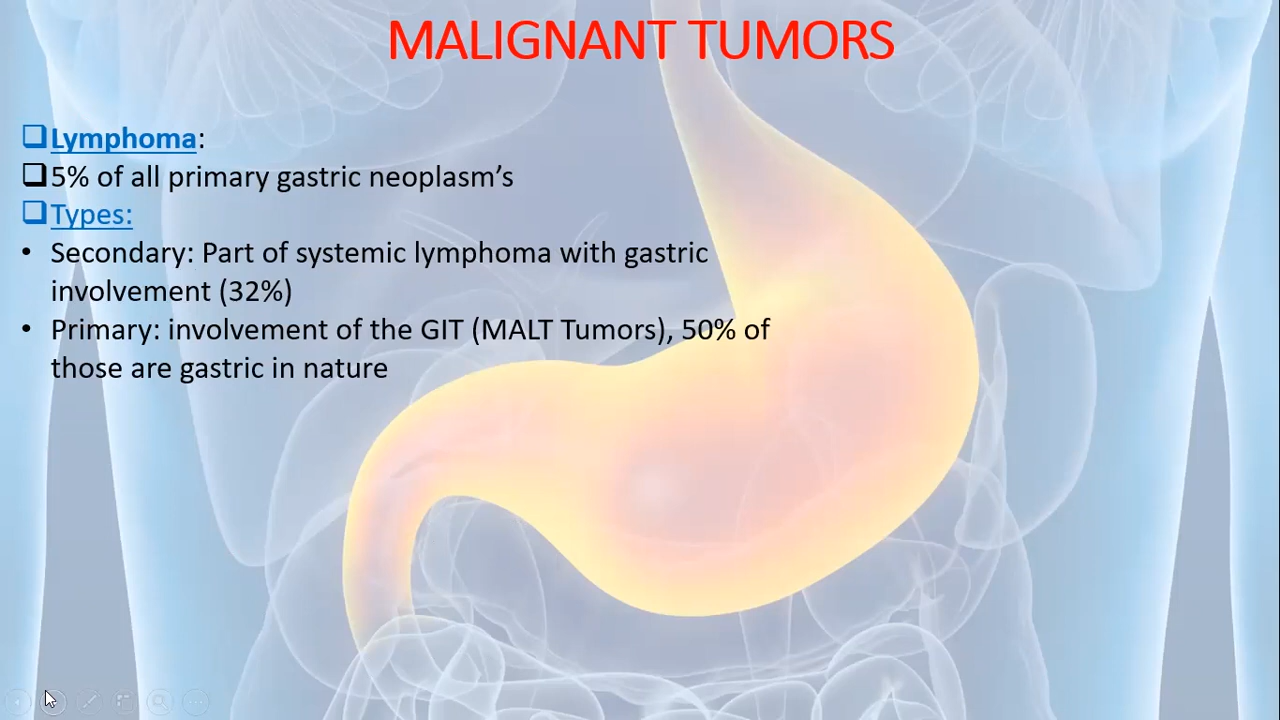 MALIGNANT TUMORS
❑Lymphoma:
❑5% of all primary gastric neoplasm’s
❑Types:
• Secondary: Part of systemic lymphoma with gastric
involvement (32%)
• Primary: involvement of the GIT (MALT Tumors), 50% of
those are gastric in nature